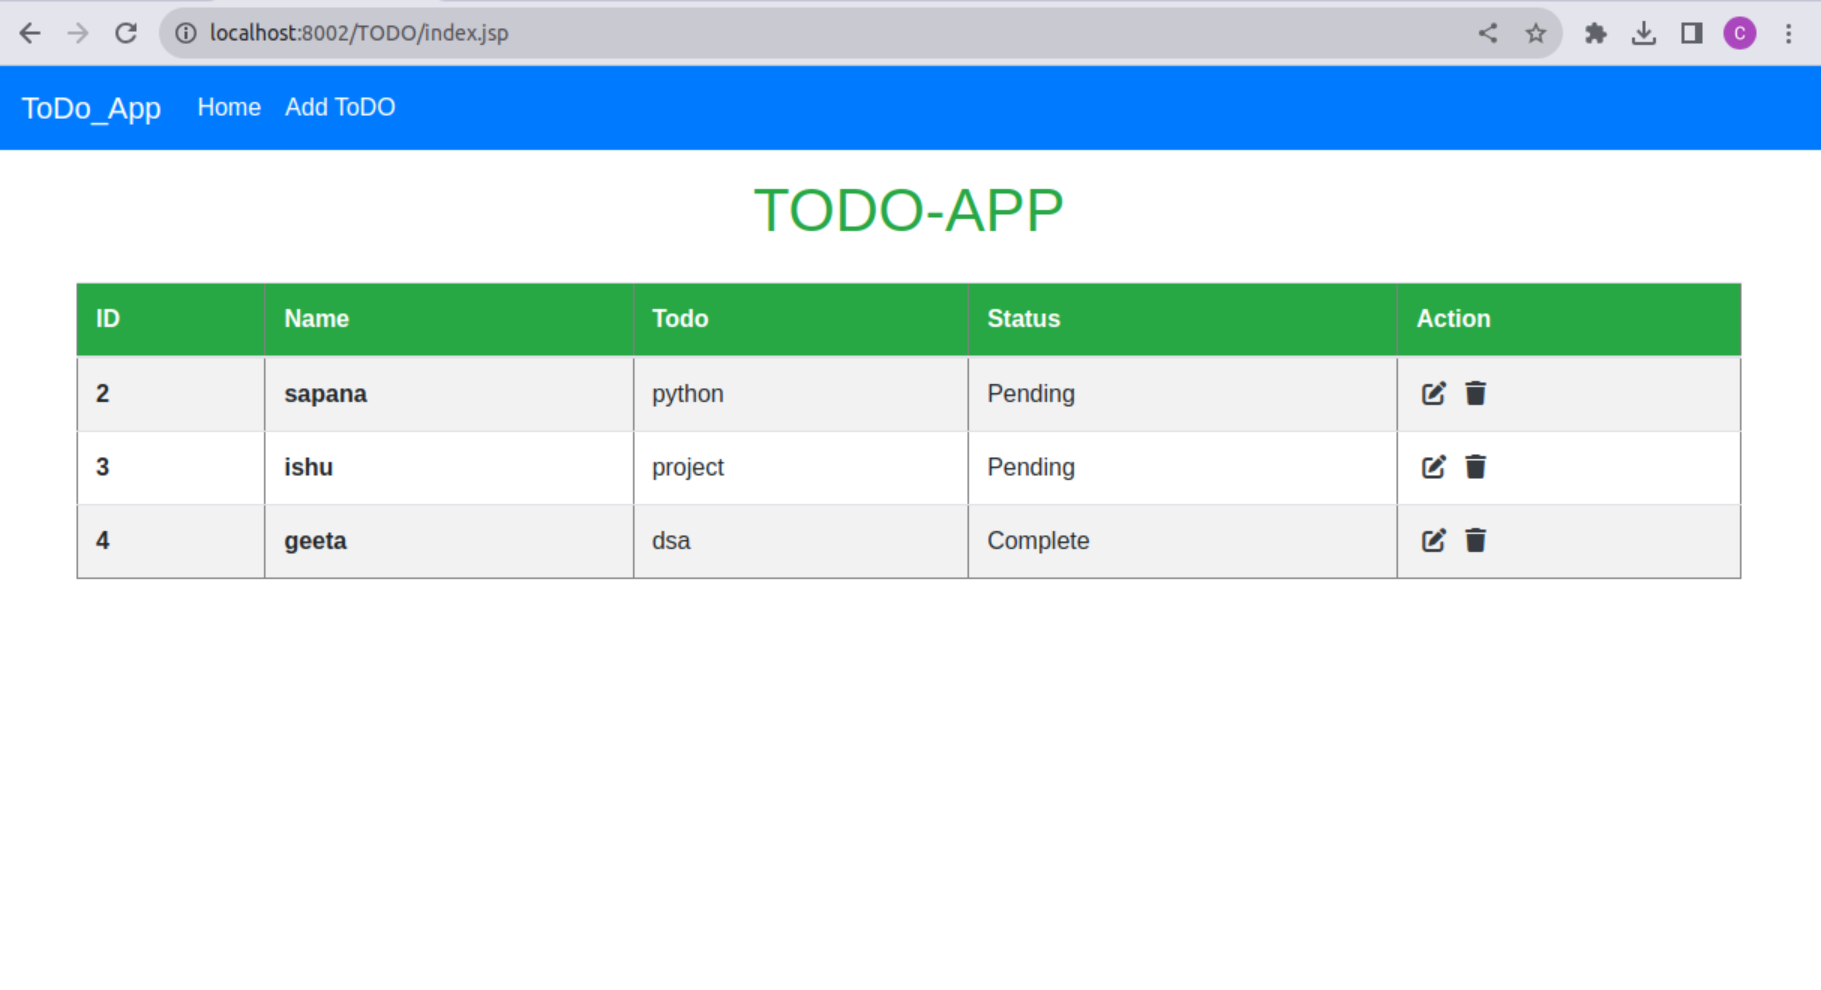 localhost:8002/TODO/index.jsp
C
ToDo_App Home Add ToDO
TODO-APP
ID Name Todo Status Action
2 sapana python Pending
3 ishu project Pending
4 geeta dsa Complete